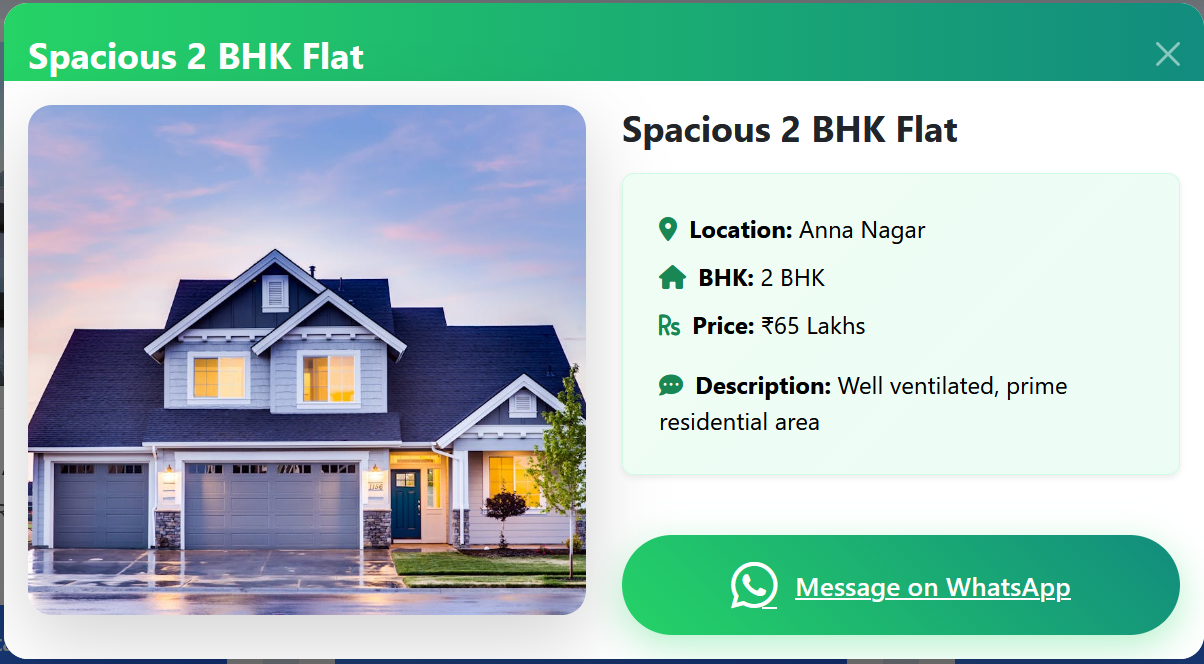 Spacious 2 BHK Flat
Spacious 2 BHK Flat
Location: Anna Nagar
BHK: 2 BHK
₨ Price: ₹65 Lakhs
Description: Well ventilated, prime
residential area
Message on WhatsApp